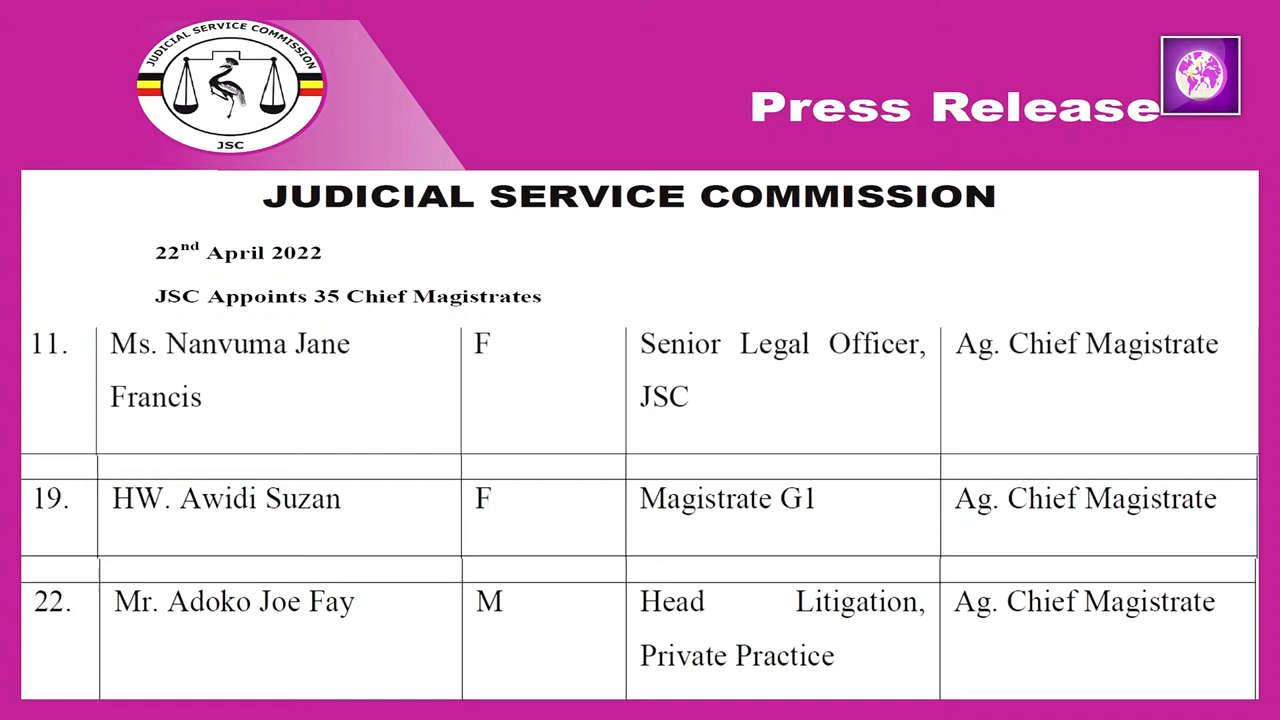 JUDICIAL SERVICE COMMISSION
JSC
Press Release
JUDICIAL SERVICE COMMISSION
22nd April 2022
JSC Appoints 35 Chief Magistrates
11. Ms. Nanvuma Jane F Senior Legal Officer, Ag. Chief Magistrate
Francis JSC
19. HW. Awidi Suzan F Magistrate G1 Ag. Chief Magistrate
22. Mr. Adoko Joe Fay M Head Litigation, Ag. Chief Magistrate
Private Practice